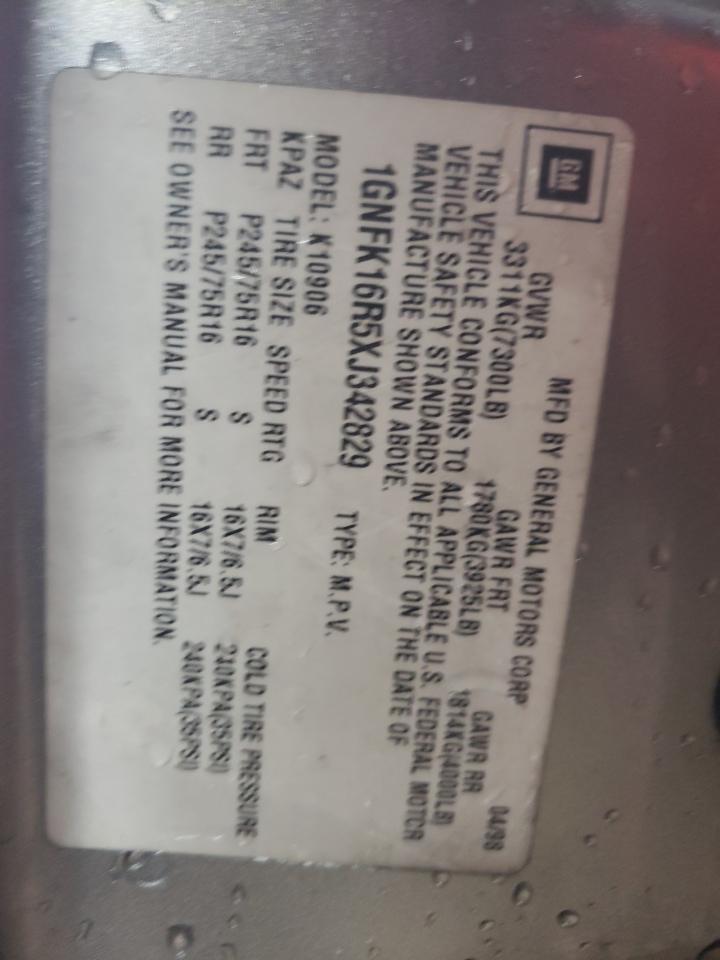 GM
MFD BY GENERAL MOTORS CORP 04/98
GVWR GAWR FRT GAWR RR
3311KG(7300LB) 1780KG(3925LB) 1814KG(4000LB)
THIS VEHICLE CONFORMS TO ALL APPLICABLE U.S. FEDERAL MOTOR
VEHICLE SAFETY STANDARDS IN EFFECT ON THE DATE OF
MANUFACTURE SHOWN ABOVE.
1GNFK16R5XJ342829 TYPE: M.P.V.
MODEL: K10906
KPAZ TIRE SIZE SPEED RTG RIM COLD TIRE PRESSURE
FRT P245/75R16 S 16X7/6.5J 240KPA(35PSI)
RR P245/75R16 S 16X7/6.5J 240KPA(35PSI)
SEE OWNER'S MANUAL FOR MORE INFORMATION.